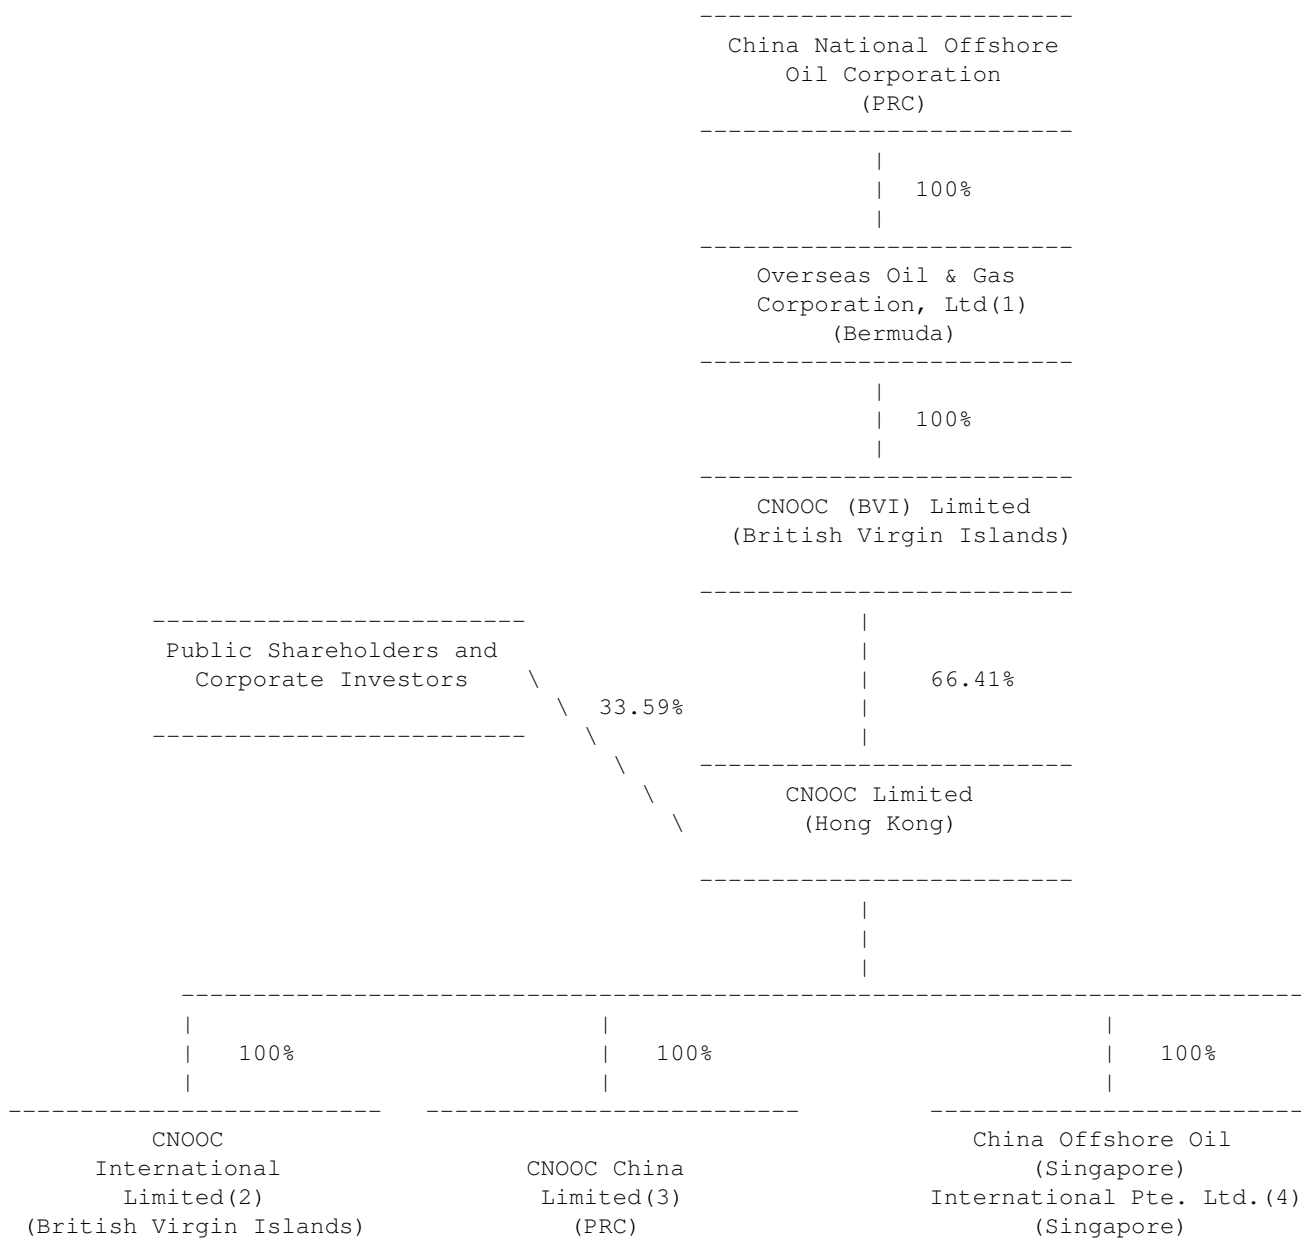 China National Offshore
Oil Corporation
(PRC)
100%
Overseas Oil & Gas
Corporation, Ltd(1)
(Bermuda)
100%
CNOOC (BVI) Limited
(British Virgin Islands)
Public Shareholders and
Corporate Investors
66.41%
33.59%
CNOOC Limited
(Hong Kong)
100% 100% 100%
CNOOC
International
Limited(2)
(British Virgin Islands)
CNOOC China
Limited(3)
(PRC)
China Offshore Oil
(Singapore)
International Pte. Ltd.(4)
(Singapore)